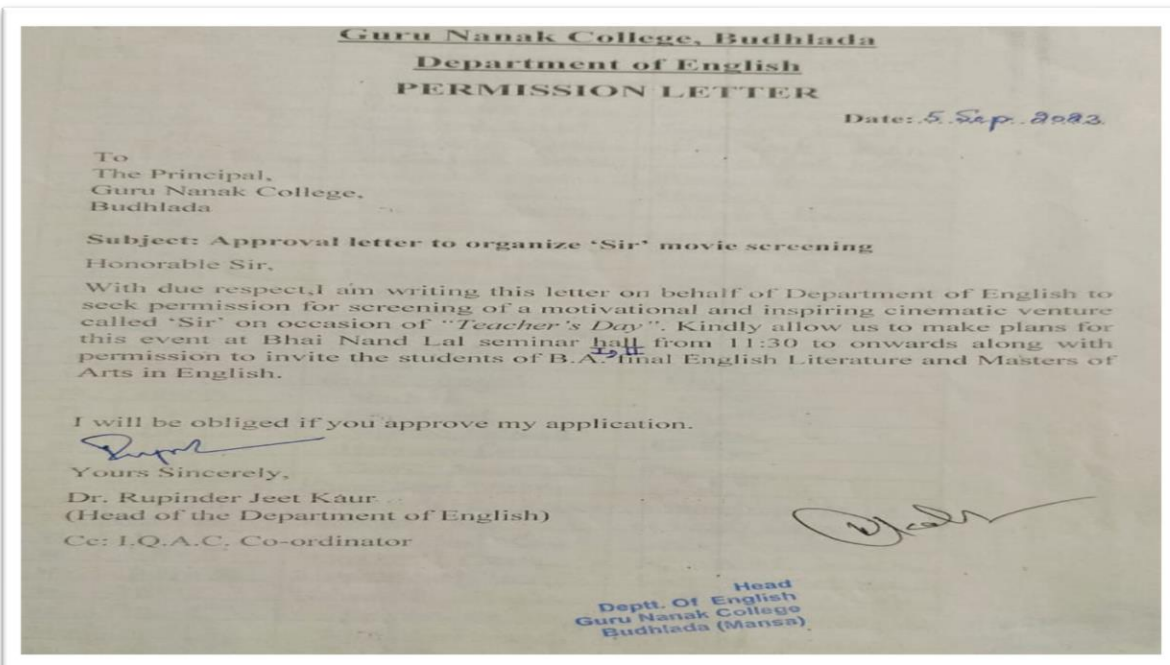 Guru Nanak College, Budhlada
Department of English
PERMISSION LETTER
Date: 5 Sep. 2023
To
The Principal,
Guru Nanak College,
Budhlada
Subject: Approval letter to organize ‘Sir’ movie screening
Honorable Sir,
With due respect,I am writing this letter on behalf of Department of English to
seek permission for screening of a motivational and inspiring cinematic venture
called ‘Sir’ on occasion of “Teacher’s Day”. Kindly allow us to make plans for
this event at Bhai Nand Lal seminar hall from 11:30 to onwards along with
I, II
permission to invite the students of B.A. final English Literature and Masters of
Arts in English.
I will be obliged if you approve my application.
Yours Sincerely,
Dr. Rupinder Jeet Kaur
(Head of the Department of English)
Cc: I.Q.A.C. Co-ordinator
Head
Deptt. Of English
Guru Nanak College
Budhlada (Mansa)